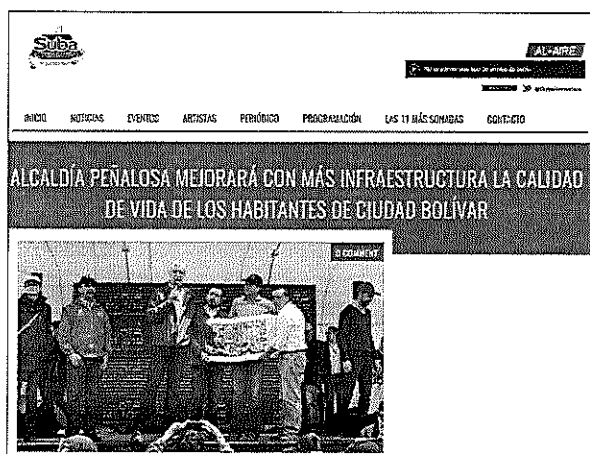 Suba
AL-AIRE
INICIO NOTICIAS EVENTOS ARTISTAS PERIÓDICO PROGRAMACIÓN LAS 11 MÁS SONADAS CONTACTO
ALCALDÍA PEÑALOSA MEJORARÁ CON MÁS INFRAESTRUCTURA LA CALIDAD
DE VIDA DE LOS HABITANTES DE CIUDAD BOLÍVAR
0 COMMENT